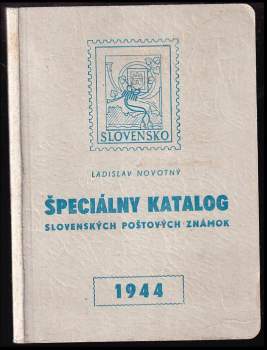 SLOVENSKO
LADISLAV NOVOTNÝ
ŠPECIÁLNY KATALOG
SLOVENSKÝCH POŠTOVÝCH ZNÁMOK
1944